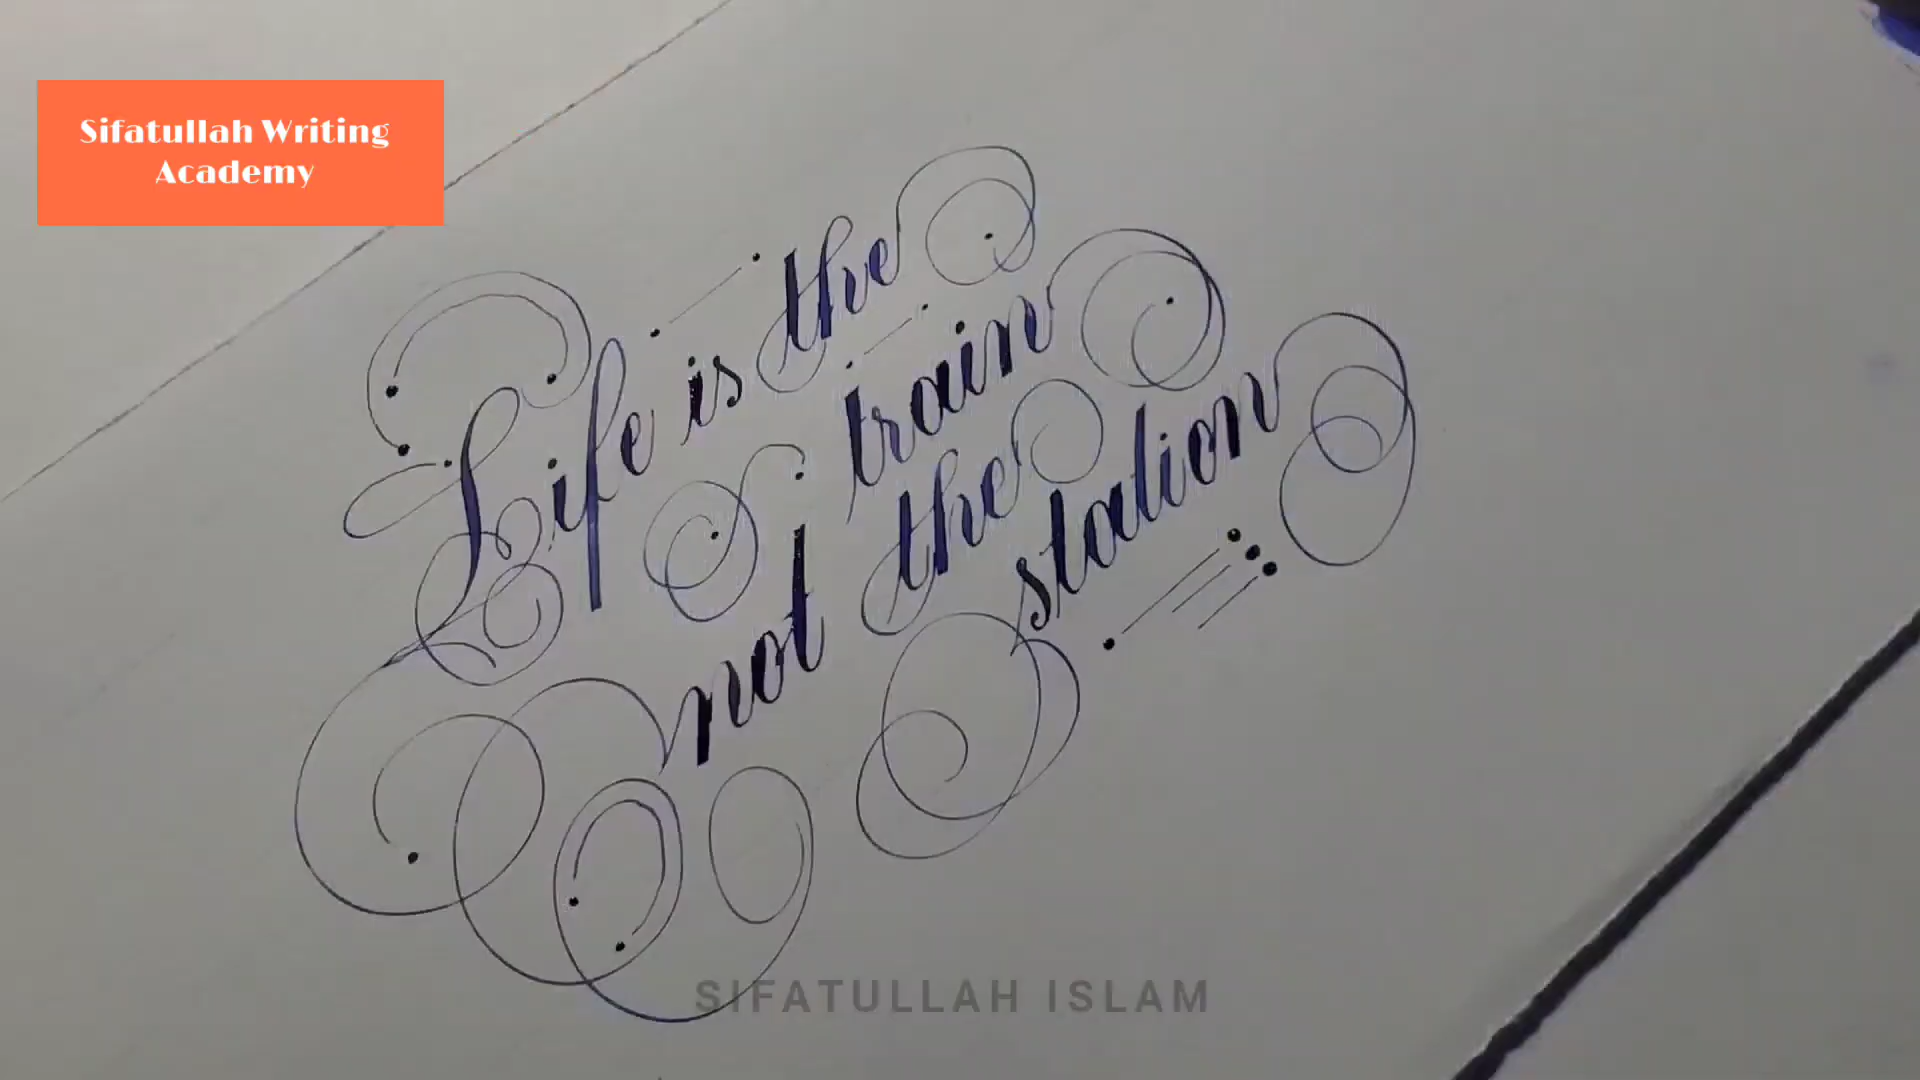 Sifatullah Writing
Academy
Life is the
train
not the
station
SIFATULLAH ISLAM